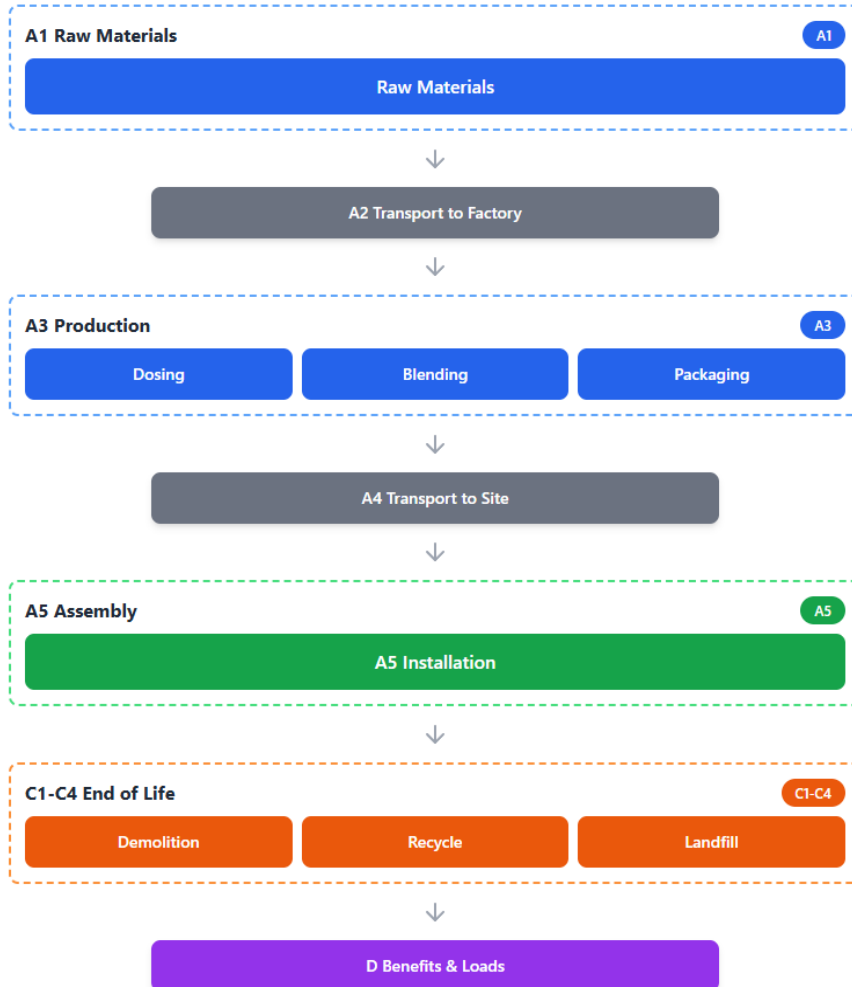 A1 Raw Materials A1
Raw Materials
A2 Transport to Factory
A3 Production A3
Dosing Blending Packaging
A4 Transport to Site
A5 Assembly A5
A5 Installation
C1-C4 End of Life C1-C4
Demolition Recycle Landfill
D Benefits & Loads